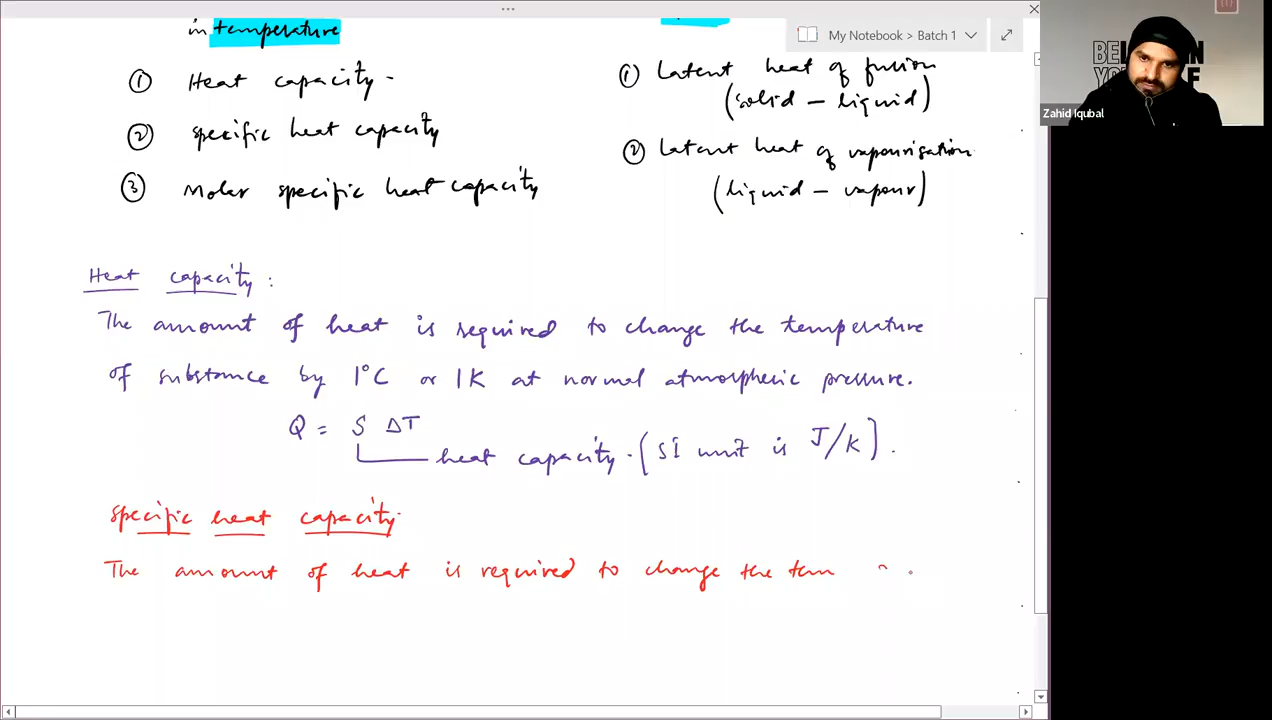 in temperature
My Notebook > Batch 1
① Heat capacity -
② specific heat capacity
③ Molar specific heat capacity
① Latent heat of fusion
(solid - liquid)
② Latent heat of vapourisation
(liquid - vapour)
Zahid Iqubal
Heat capacity :
The amount of heat is required to change the temperature
of substance by 1°C or 1K at normal atmospheric pressure.
Q = S ΔT
heat capacity. (SI unit is J/K).
specific heat capacity.
The amount of heat is required to change the tem